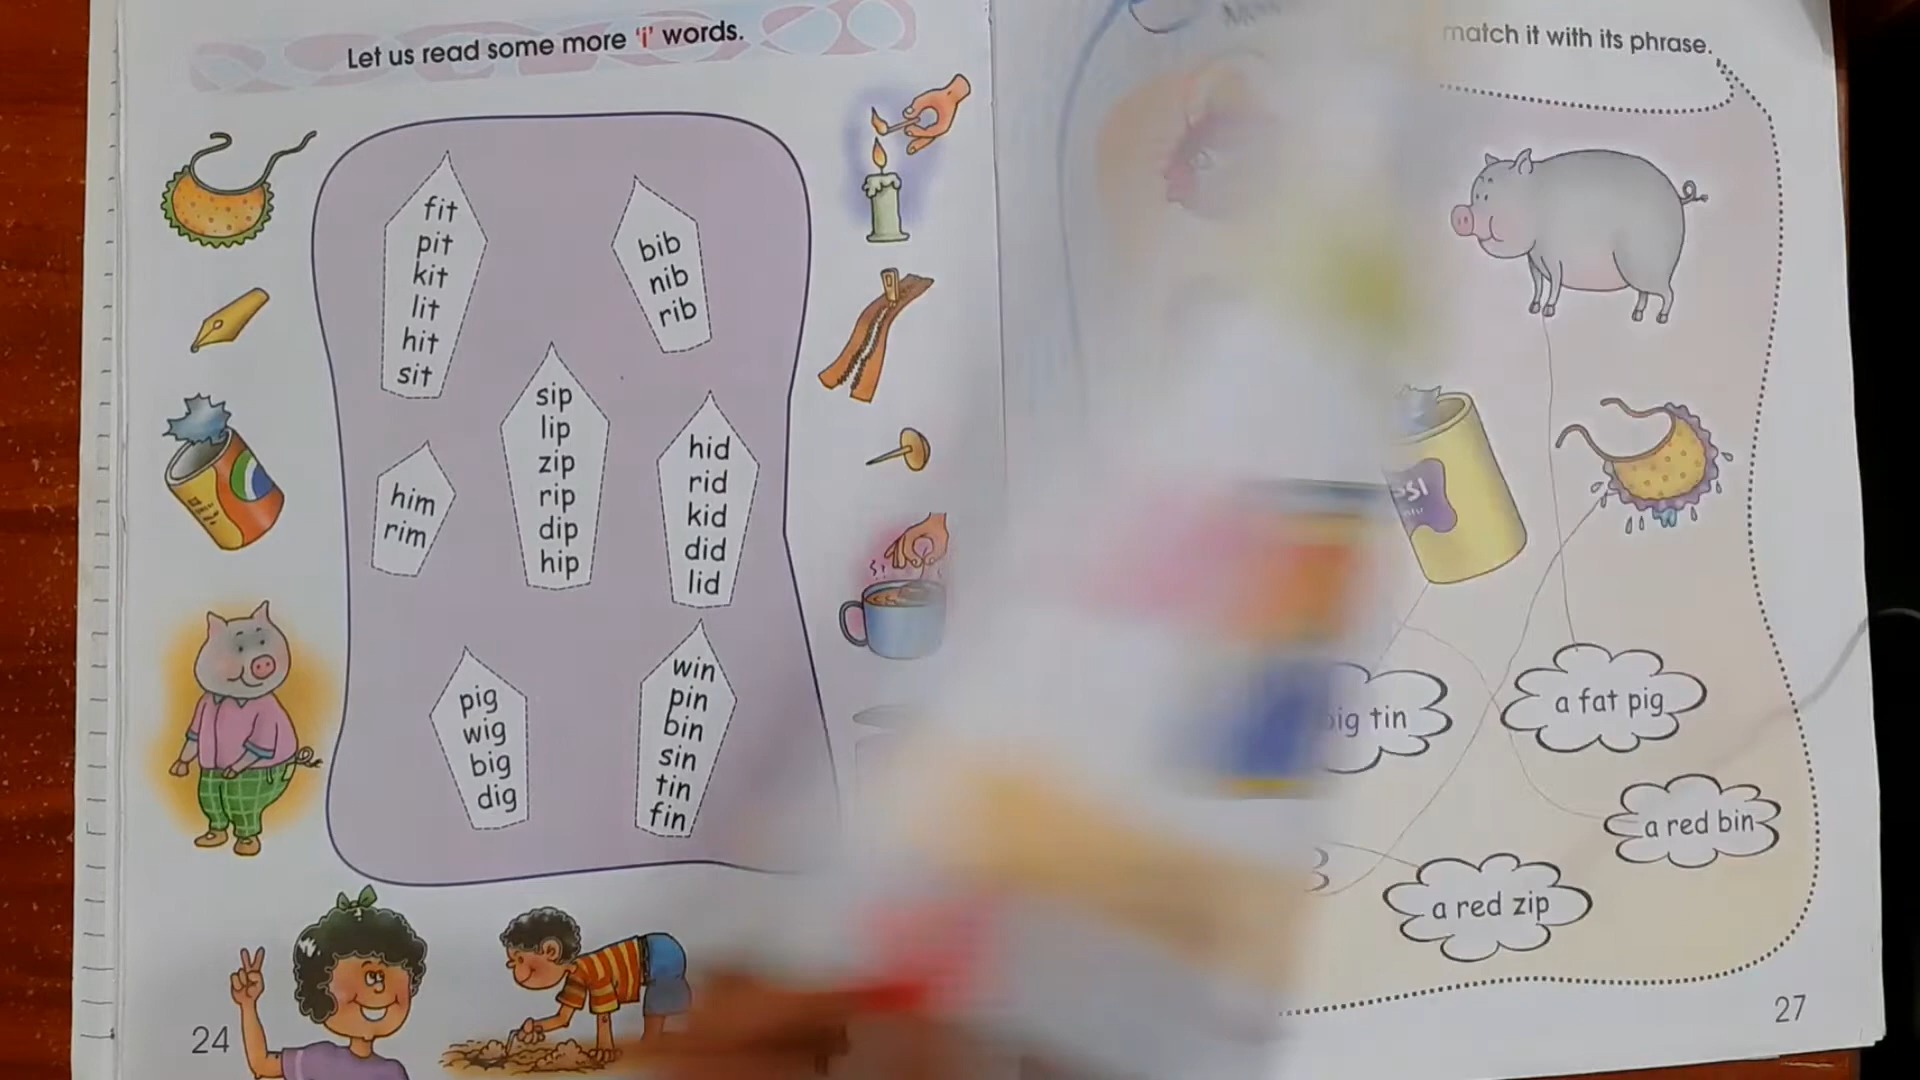 Let us read some more 'i' words.
fit
pit
kit
lit
hit
sit
bib
nib
rib
sip
lip
zip
rip
dip
hip
him
rim
hid
rid
kid
did
lid
pig
wig
big
dig
win
pin
bin
sin
tin
fin
24
match it with its phrase.
tin
a fat pig
a red bin
a red zip
27